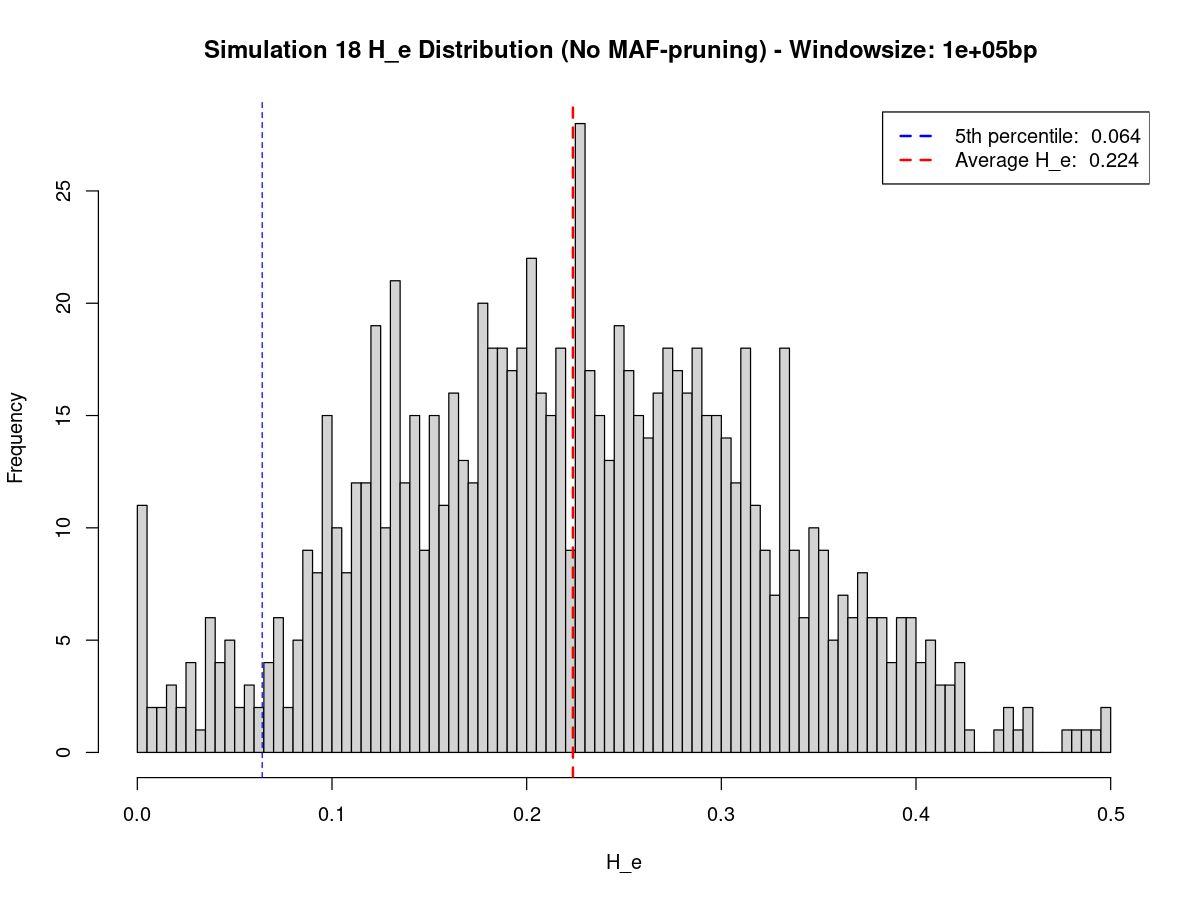 Simulation 18 H_e Distribution (No MAF-pruning) - Windowsize: 1e+05bp
5th percentile: 0.064
Average H_e: 0.224
Frequency
25
20
15
10
5
0
0.0 0.1 0.2 0.3 0.4 0.5
H_e